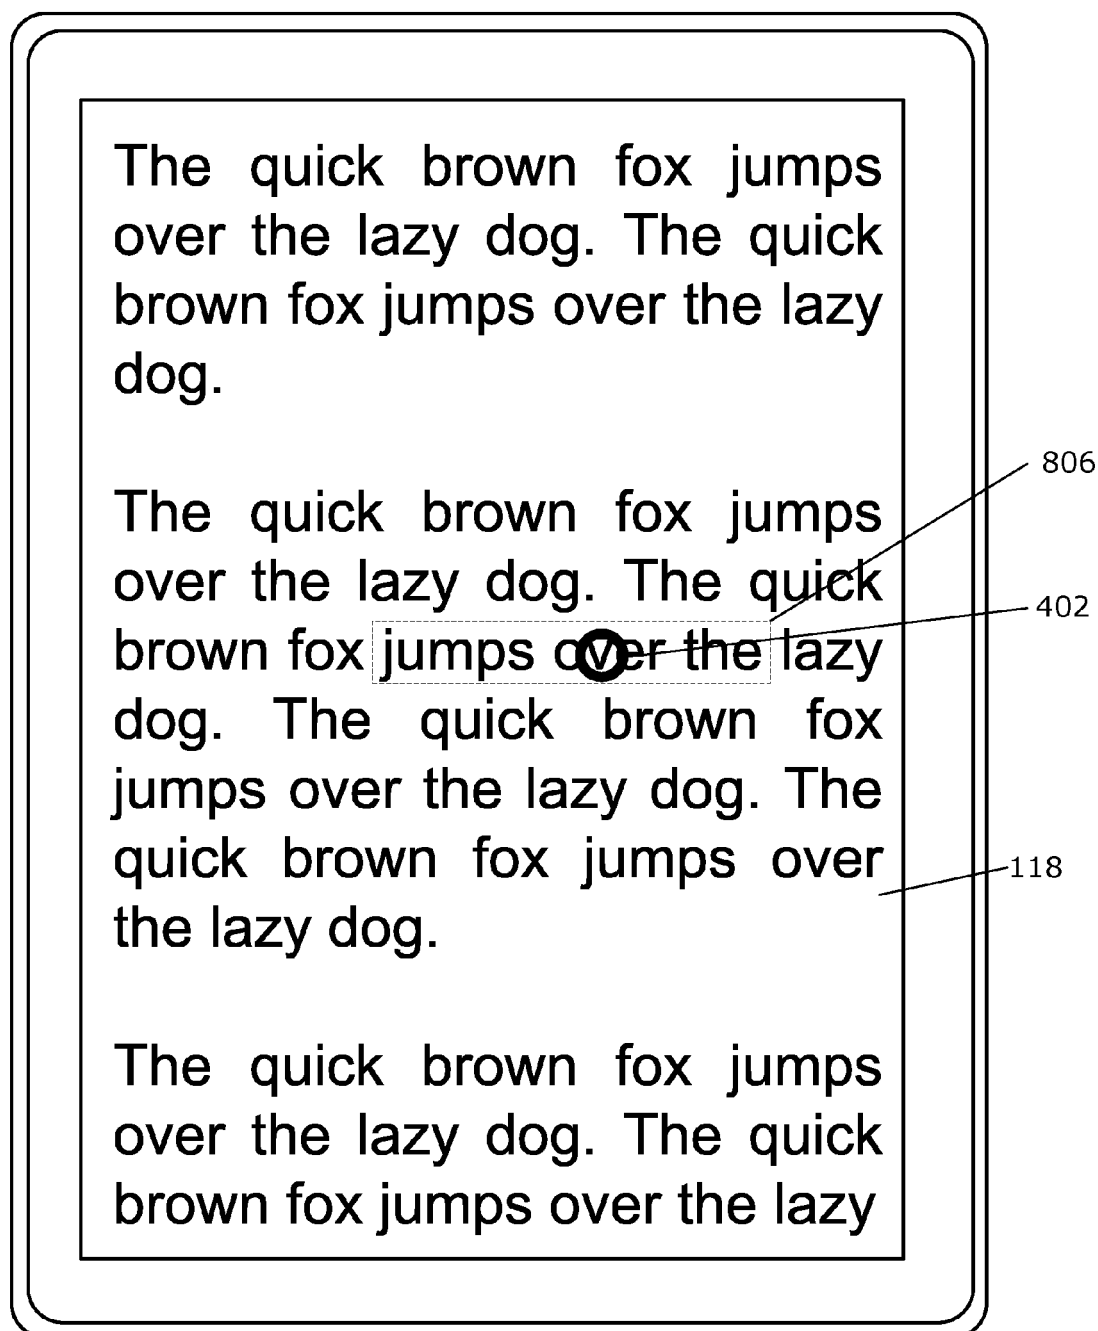 The quick brown fox jumps
over the lazy dog. The quick
brown fox jumps over the lazy
dog.
The quick brown fox jumps
over the lazy dog. The quick
brown fox jumps over the lazy
dog. The quick brown fox
jumps over the lazy dog. The
quick brown fox jumps over
the lazy dog.
The quick brown fox jumps
over the lazy dog. The quick
brown fox jumps over the lazy
806
402
118